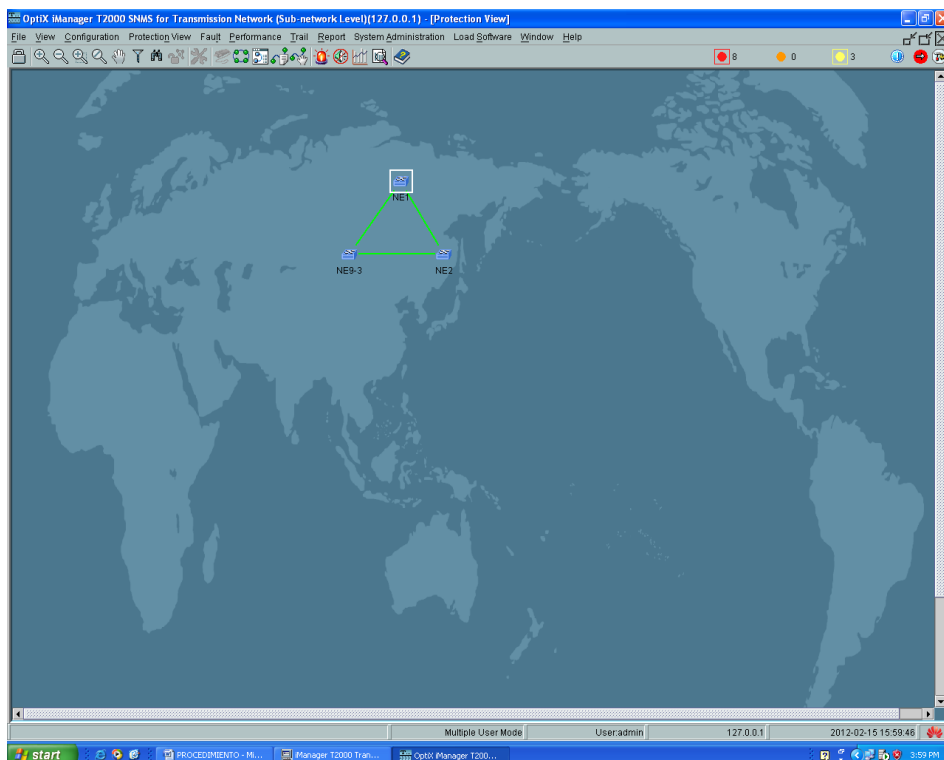 OptiX iManager T2000 SNMS for Transmission Network (Sub-network Level)(127.0.0.1) - [Protection View]
File View Configuration Protection View Fault Performance Trail Report System Administration Load Software Window Help
8 0 3
NE1
NE9-3 NE2
Multiple User Mode User:admin 127.0.0.1 2012-02-15 15:59:46
start PROCEDIMIENTO - Mi... iManager T2000 Tran... OptiX iManager T200... 3:59 PM